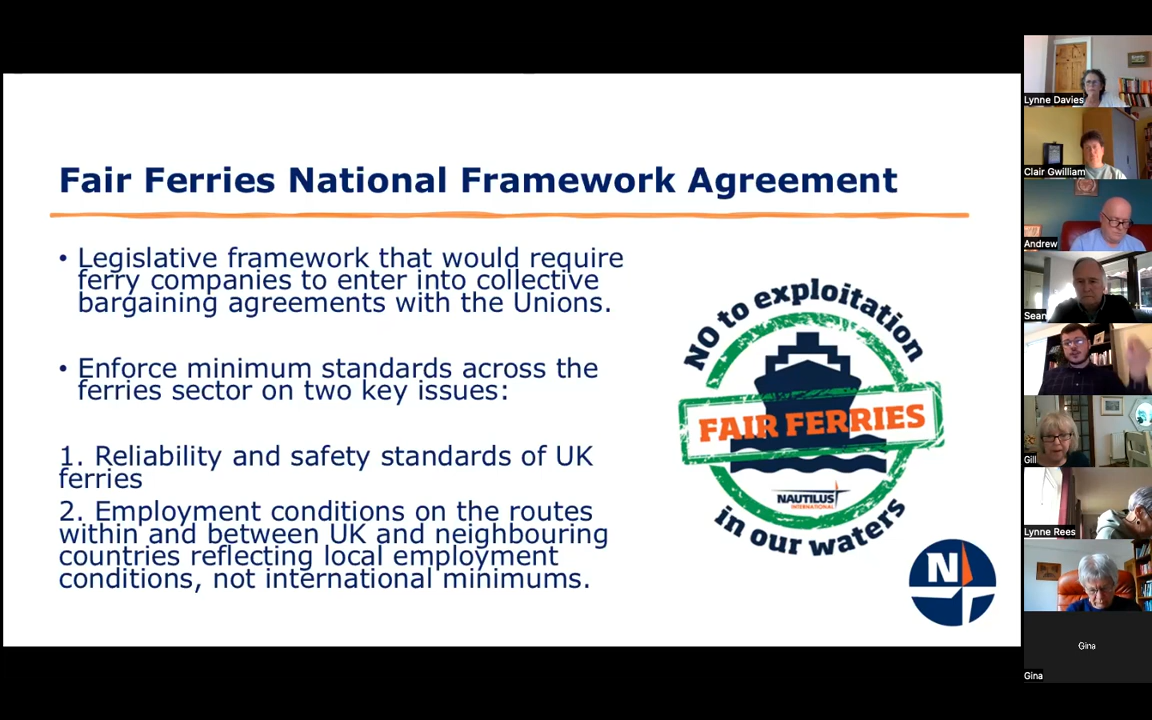 Fair Ferries National Framework Agreement
• Legislative framework that would require
ferry companies to enter into collective
bargaining agreements with the Unions.
• Enforce minimum standards across the
ferries sector on two key issues:
1. Reliability and safety standards of UK
ferries
2. Employment conditions on the routes
within and between UK and neighbouring
countries reflecting local employment
conditions, not international minimums.
NO to exploitation
FAIR FERRIES
NAUTILUS
INTERNATIONAL
in our waters
N
Lynne Davies
Clair Gwilliam
Andrew
Sean
Gill
Lynne Rees
Gina
Gina